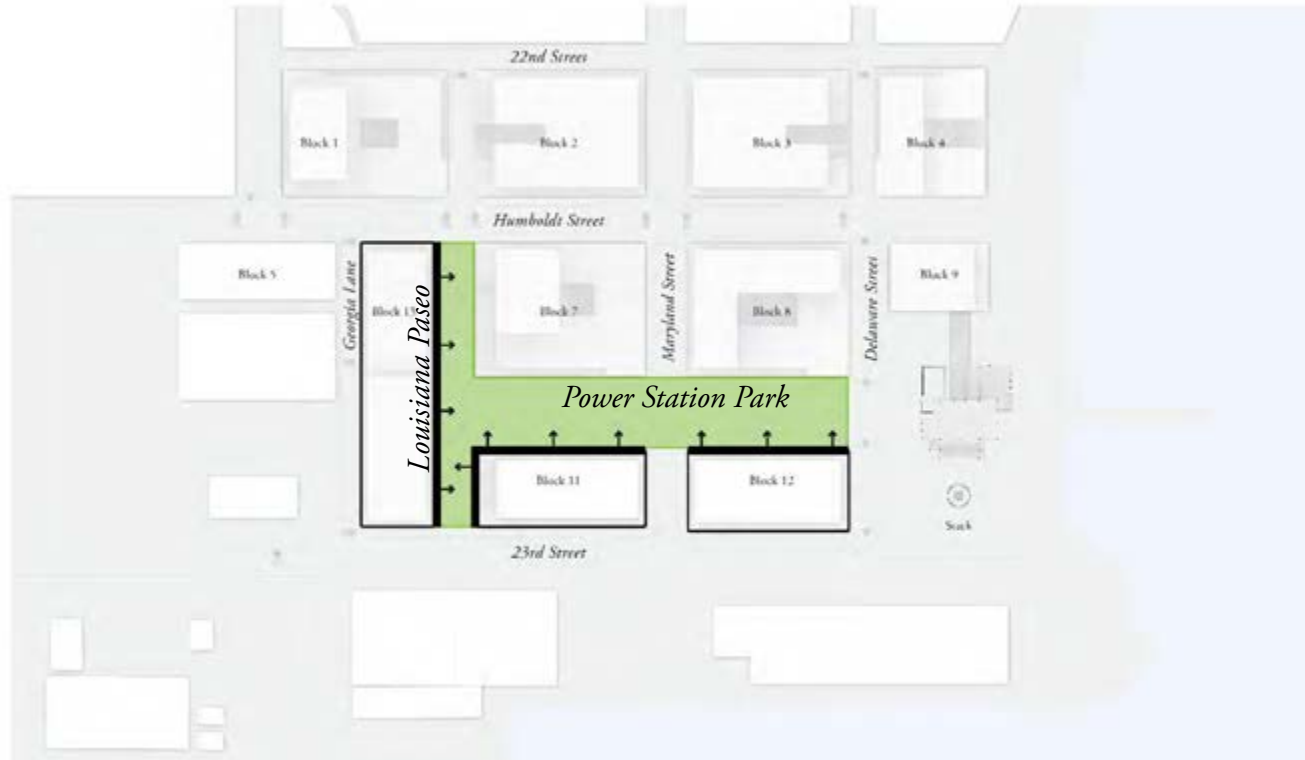 22nd Street
Block 1
Block 2
Block 3
Block 4
Humboldt Street
Block 5
Georgia Lane
Louisiana Paseo
Block 7
Maryland Street
Block 8
Delaware Street
Block 9
Power Station Park
Block 11
Block 12
Stack
23rd Street